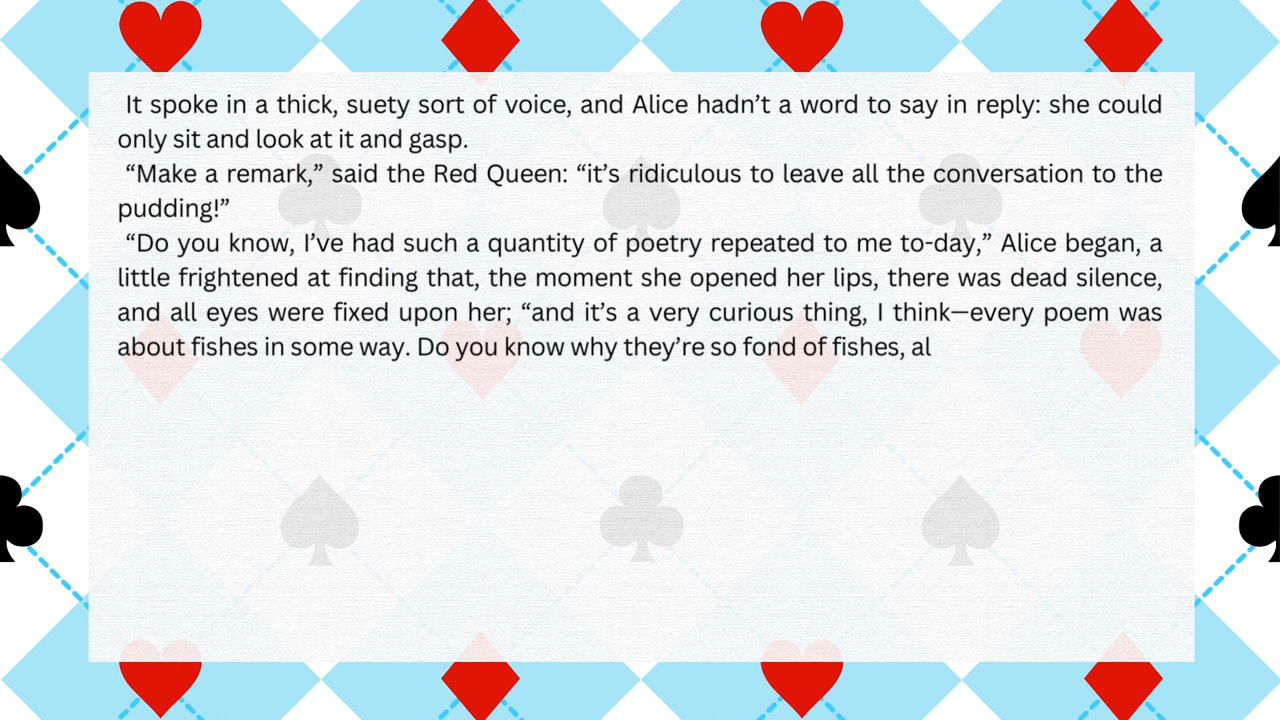 It spoke in a thick, suety sort of voice, and Alice hadn’t a word to say in reply: she could
only sit and look at it and gasp.
“Make a remark,” said the Red Queen: “it’s ridiculous to leave all the conversation to the
pudding!”
“Do you know, I’ve had such a quantity of poetry repeated to me to-day,” Alice began, a
little frightened at finding that, the moment she opened her lips, there was dead silence,
and all eyes were fixed upon her; “and it’s a very curious thing, I think—every poem was
about fishes in some way. Do you know why they’re so fond of fishes, al